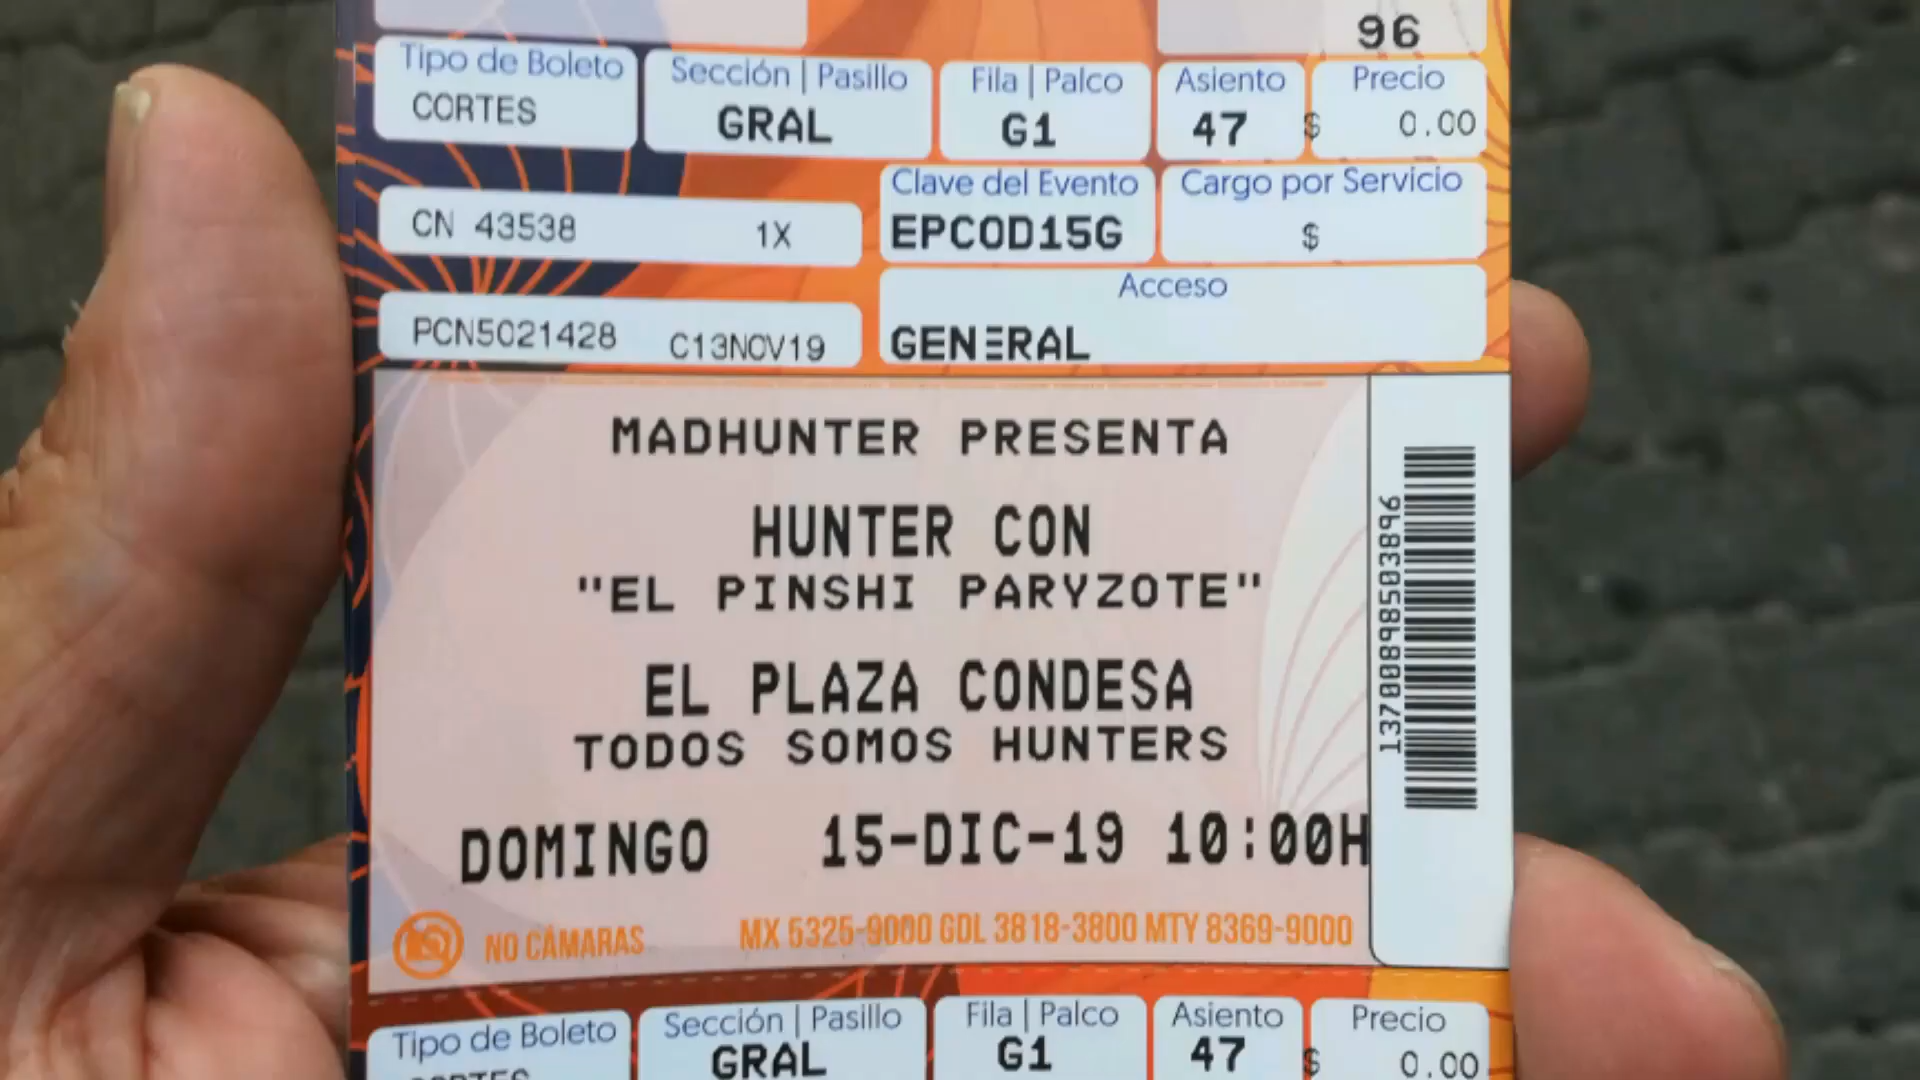 96
Tipo de Boleto
CORTES
Sección | Pasillo
GRAL
Fila | Palco
G1
Asiento
47
Precio
$ 0.00
CN 43538 1X
Clave del Evento
EPCOD15G
Cargo por Servicio
$
PCN5021428 C13NOV19
Acceso
GENERAL
MADHUNTER PRESENTA
HUNTER CON
"EL PINSHI PARYZOTE"
EL PLAZA CONDESA
TODOS SOMOS HUNTERS
DOMINGO 15-DIC-19 10:00H
NO CÁMARAS
MX 5325-9000 GDL 3818-3800 MTY 8369-9000
Tipo de Boleto
Sección | Pasillo
GRAL
Fila | Palco
G1
Asiento
47
Precio
$ 0.00